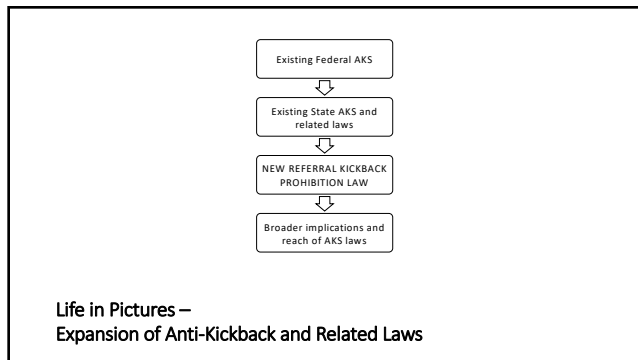 Existing Federal AKS
Existing State AKS and
related laws
NEW REFERRAL KICKBACK
PROHIBITION LAW
Broader implications and
reach of AKS laws
Life in Pictures –
Expansion of Anti-Kickback and Related Laws